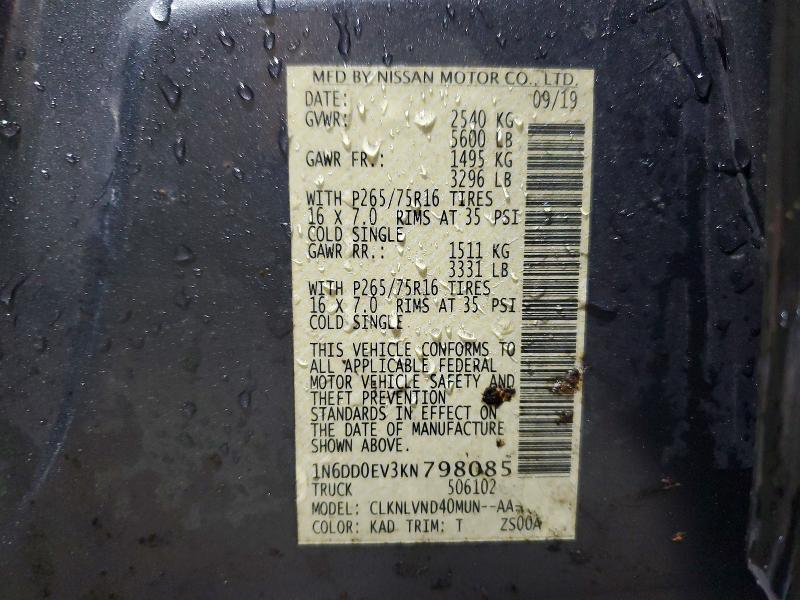 MFD BY NISSAN MOTOR CO., LTD.
DATE: 09/19
GVWR: 2540 KG
5600 LB
GAWR FR.: 1495 KG
3296 LB
WITH P265/75R16 TIRES
16 X 7.0 RIMS AT 35 PSI
COLD SINGLE
GAWR RR.: 1511 KG
3331 LB
WITH P265/75R16 TIRES
16 X 7.0 RIMS AT 35 PSI
COLD SINGLE
THIS VEHICLE CONFORMS TO
ALL APPLICABLE FEDERAL
MOTOR VEHICLE SAFETY AND
THEFT PREVENTION
STANDARDS IN EFFECT ON
THE DATE OF MANUFACTURE
SHOWN ABOVE.
1N6DD0EV3KN798085
TRUCK 506102
MODEL: CLKNLVND40MUN--AA-
COLOR: KAD TRIM: T ZS00A